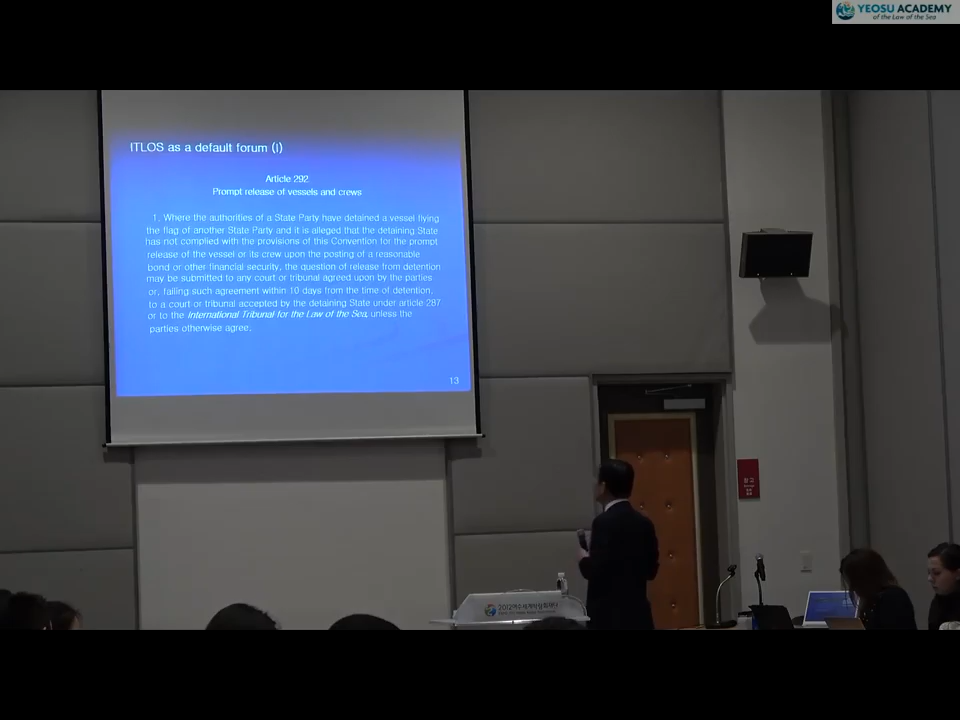 YEOSU ACADEMY
of the Law of the Sea
ITLOS as a default forum (I)
Article 292
Prompt release of vessels and crews
1. Where the authorities of a State Party have detained a vessel flying
the flag of another State Party and it is alleged that the detaining State
has not complied with the provisions of this Convention for the prompt
release of the vessel or its crew upon the posting of a reasonable
bond or other financial security, the question of release from detention
may be submitted to any court or tribunal agreed upon by the parties
or, failing such agreement within 10 days from the time of detention,
to a court or tribunal accepted by the detaining State under article 287
or to the International Tribunal for the Law of the Sea, unless the
parties otherwise agree.
13